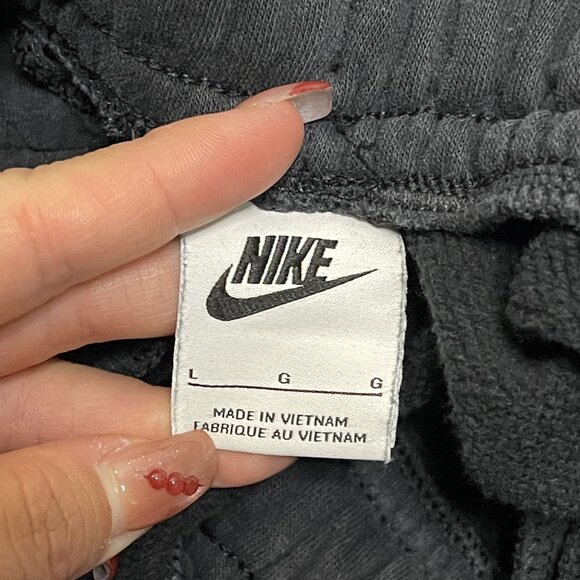 NIKE
L G G
MADE IN VIETNAM
FABRIQUE AU VIETNAM